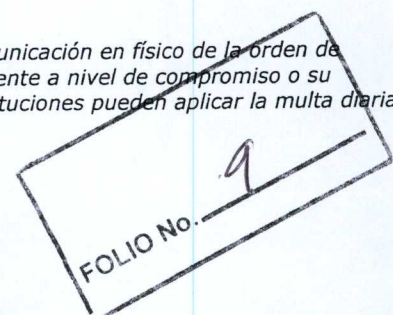 unicación en físico de la orden de
ente a nivel de compromiso o su
tuciones pueden aplicar la multa diaria
FOLIO No. 9